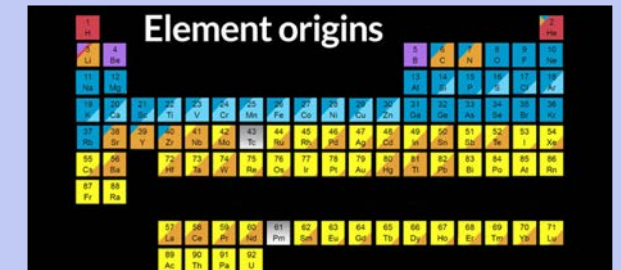 Element origins
1 2
H He
3 4 5 6 7 8 9 10
Li Be B C N O F Ne
11 12 13 14 15 16 17 18
Na Mg Al Si P S Cl Ar
19 20 21 22 23 24 25 26 27 28 29 30 31 32 33 34 35 36
K Ca Sc Ti V Cr Mn Fe Co Ni Cu Zn Ga Ge As Se Br Kr
37 38 39 40 41 42 43 44 45 46 47 48 49 50 51 52 53 54
Rb Sr Y Zr Nb Mo Tc Ru Rh Pd Ag Cd In Sn Sb Te I Xe
55 56 72 73 74 75 76 77 78 79 80 81 82 83 84 85 86
Cs Ba Hf Ta W Re Os Ir Pt Au Hg Tl Pb Bi Po At Rn
87 88
Fr Ra
57 58 59 60 61 62 63 64 65 66 67 68 69 70 71
La Ce Pr Nd Pm Sm Eu Gd Tb Dy Ho Er Tm Yb Lu
89 90 91 92
Ac Th Pa U